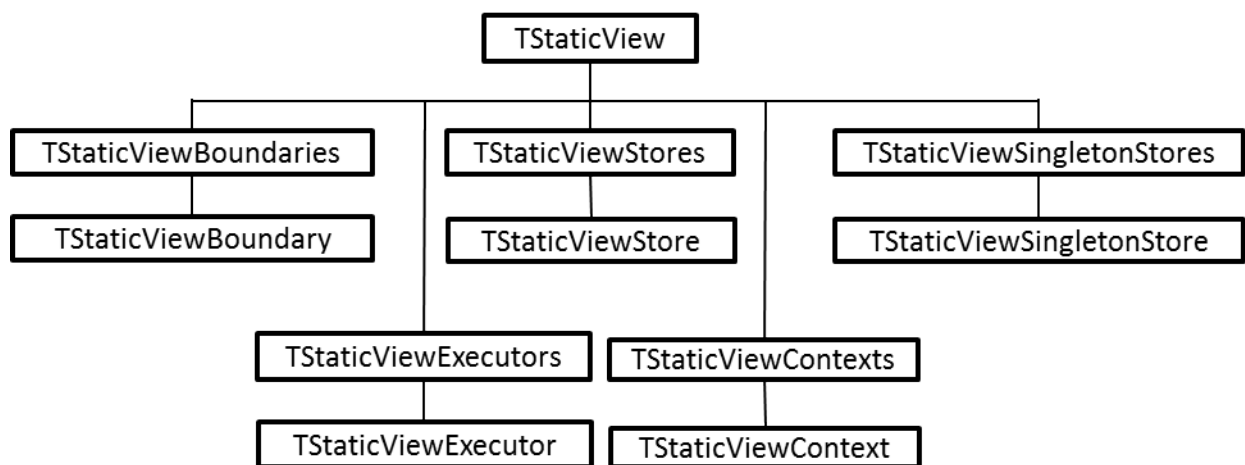 TStaticView
TStaticViewBoundaries
TStaticViewStores
TStaticViewSingletonStores
TStaticViewBoundary
TStaticViewStore
TStaticViewSingletonStore
TStaticViewExecutors
TStaticViewContexts
TStaticViewExecutor
TStaticViewContext